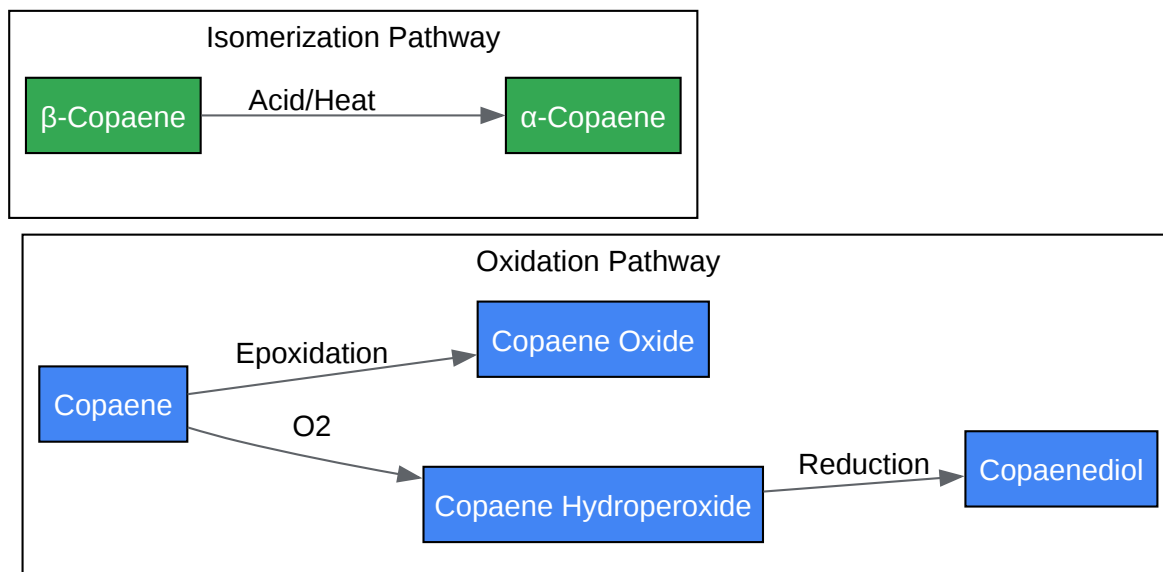 Isomerization Pathway
β-Copaene
Acid/Heat
α-Copaene
Oxidation Pathway
Copaene
Epoxidation
Copaene Oxide
O2
Copaene Hydroperoxide
Reduction
Copaenediol